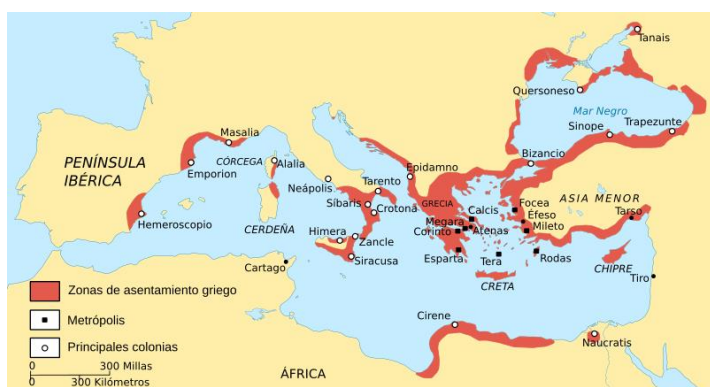 Tanais
Quersoneso
Mar Negro
Sinope
Trapezunte
Masalia
CÓRCEGA
Alalia
PENÍNSULA
IBÉRICA
Emporion
Neápolis
Tarento
Epidamno
Bizancio
Síbaris
Crotona
GRECIA
Calcis
Focea
Éfeso
ASIA MENOR
Hemeroscopio
CERDEÑA
Himera
Zancle
Megara
Corinto
Atenas
Mileto
Tarso
Cartago
Siracusa
Esparta
Tera
Rodas
CHIPRE
CRETA
Tiro
Zonas de asentamiento griego
Metrópolis
Principales colonias
Cirene
Naucratis
0 300 Millas
0 300 Kilómetros
ÁFRICA